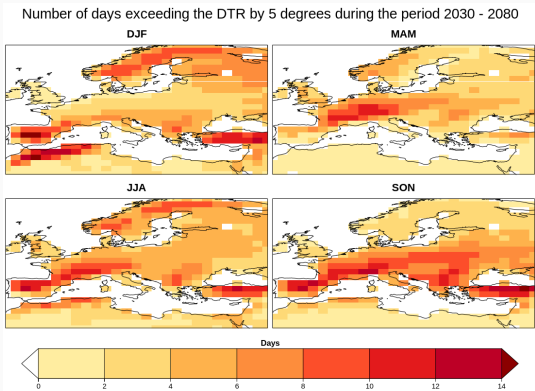 Number of days exceeding the DTR by 5 degrees during the period 2030 - 2080
DJF
MAM
JJA
SON
Days
0 2 4 6 8 10 12 14